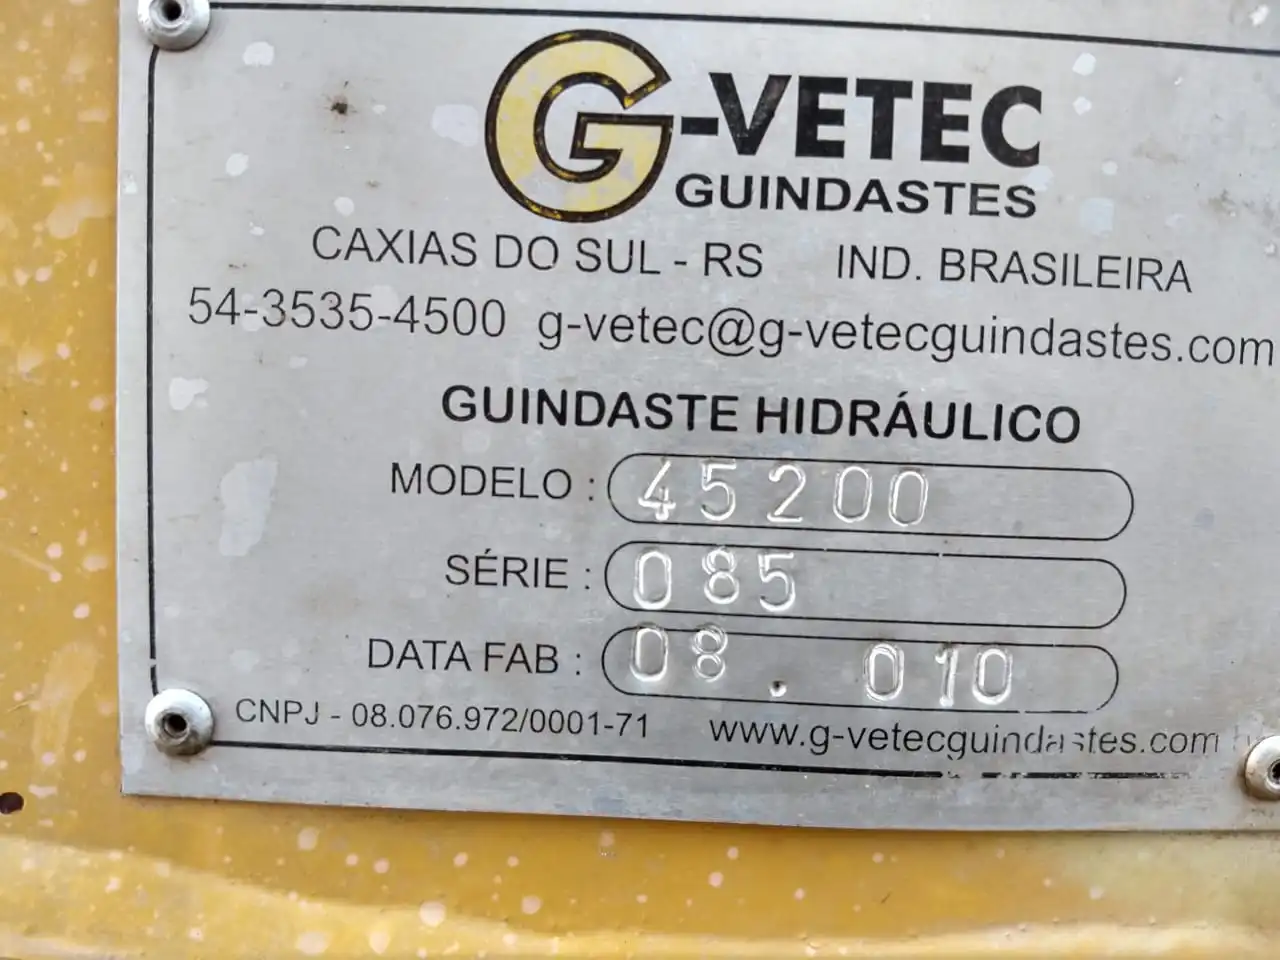 G-VETEC
GUINDASTES
CAXIAS DO SUL - RS IND. BRASILEIRA
54-3535-4500 g-vetec@g-vetecguindastes.com
GUINDASTE HIDRÁULICO
MODELO : 45200
SÉRIE : 085
DATA FAB : 08 . 010
CNPJ - 08.076.972/0001-71 www.g-vetecguindastes.com